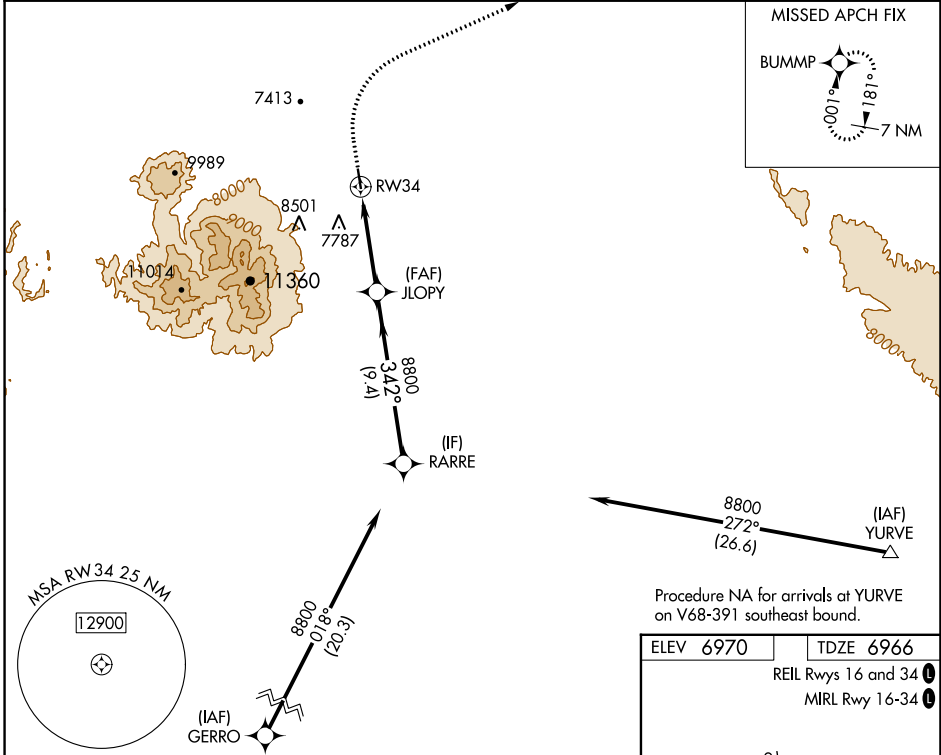 MISSED APCH FIX
BUMMP
001°
181°
7 NM
7413
9989
8000
8000
8501
7787
RW34
11014
11360
(FAF)
JLOPY
8800
342°
(9.4)
(IF)
RARRE
8000
8800
272°
(26.6)
(IAF)
YURVE
8800
018°
(20.3)
(IAF)
GERRO
MSA RW34 25 NM
12900
Procedure NA for arrivals at YURVE
on V68-391 southeast bound.
ELEV 6970
TDZE 6966
REIL Rwys 16 and 34 L
MIRL Rwy 16-34 L